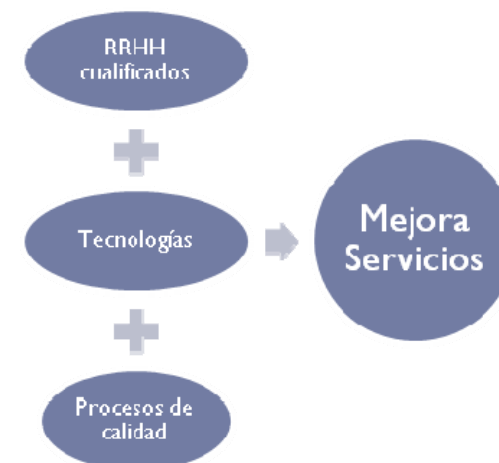 RRHH
cualificados
Tecnologías
Mejora
Servicios
Procesos de
calidad